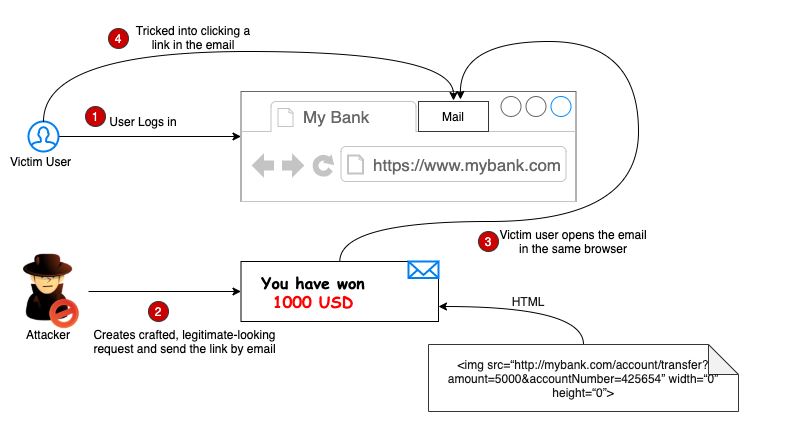 4
Tricked into clicking a
link in the email
1
User Logs in
Victim User
My Bank
Mail
https://www.mybank.com
3
Victim user opens the email
in the same browser
You have won
1000 USD
Attacker
2
Creates crafted, legitimate-looking
request and send the link by email
HTML
<img src=“http://mybank.com/account/transfer?
amount=5000&accountNumber=425654” width=“0”
height=“0”>